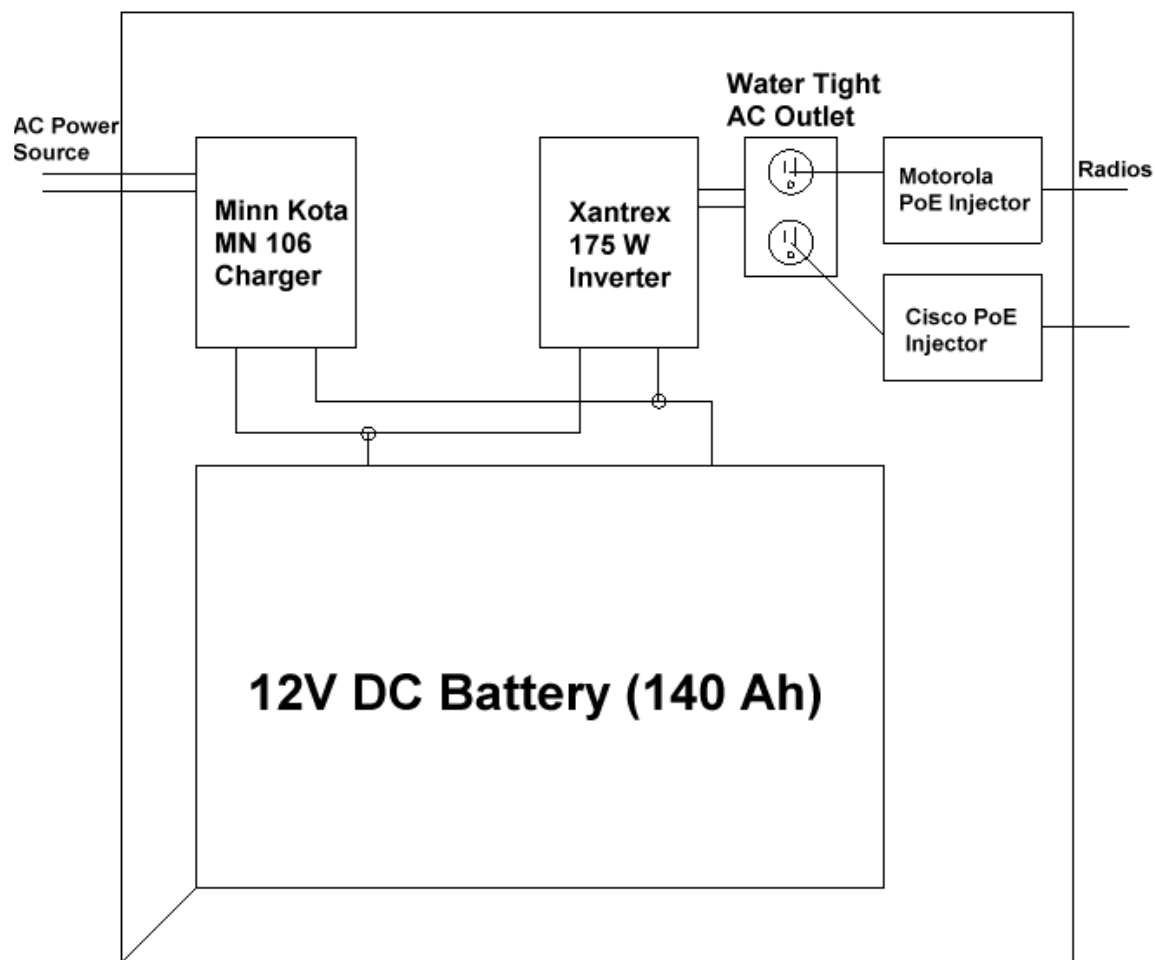 AC Power
Source
Minn Kota
MN 106
Charger
Xantrex
175 W
Inverter
Water Tight
AC Outlet
Motorola
PoE Injector
Radios
Cisco PoE
Injector
12V DC Battery (140 Ah)